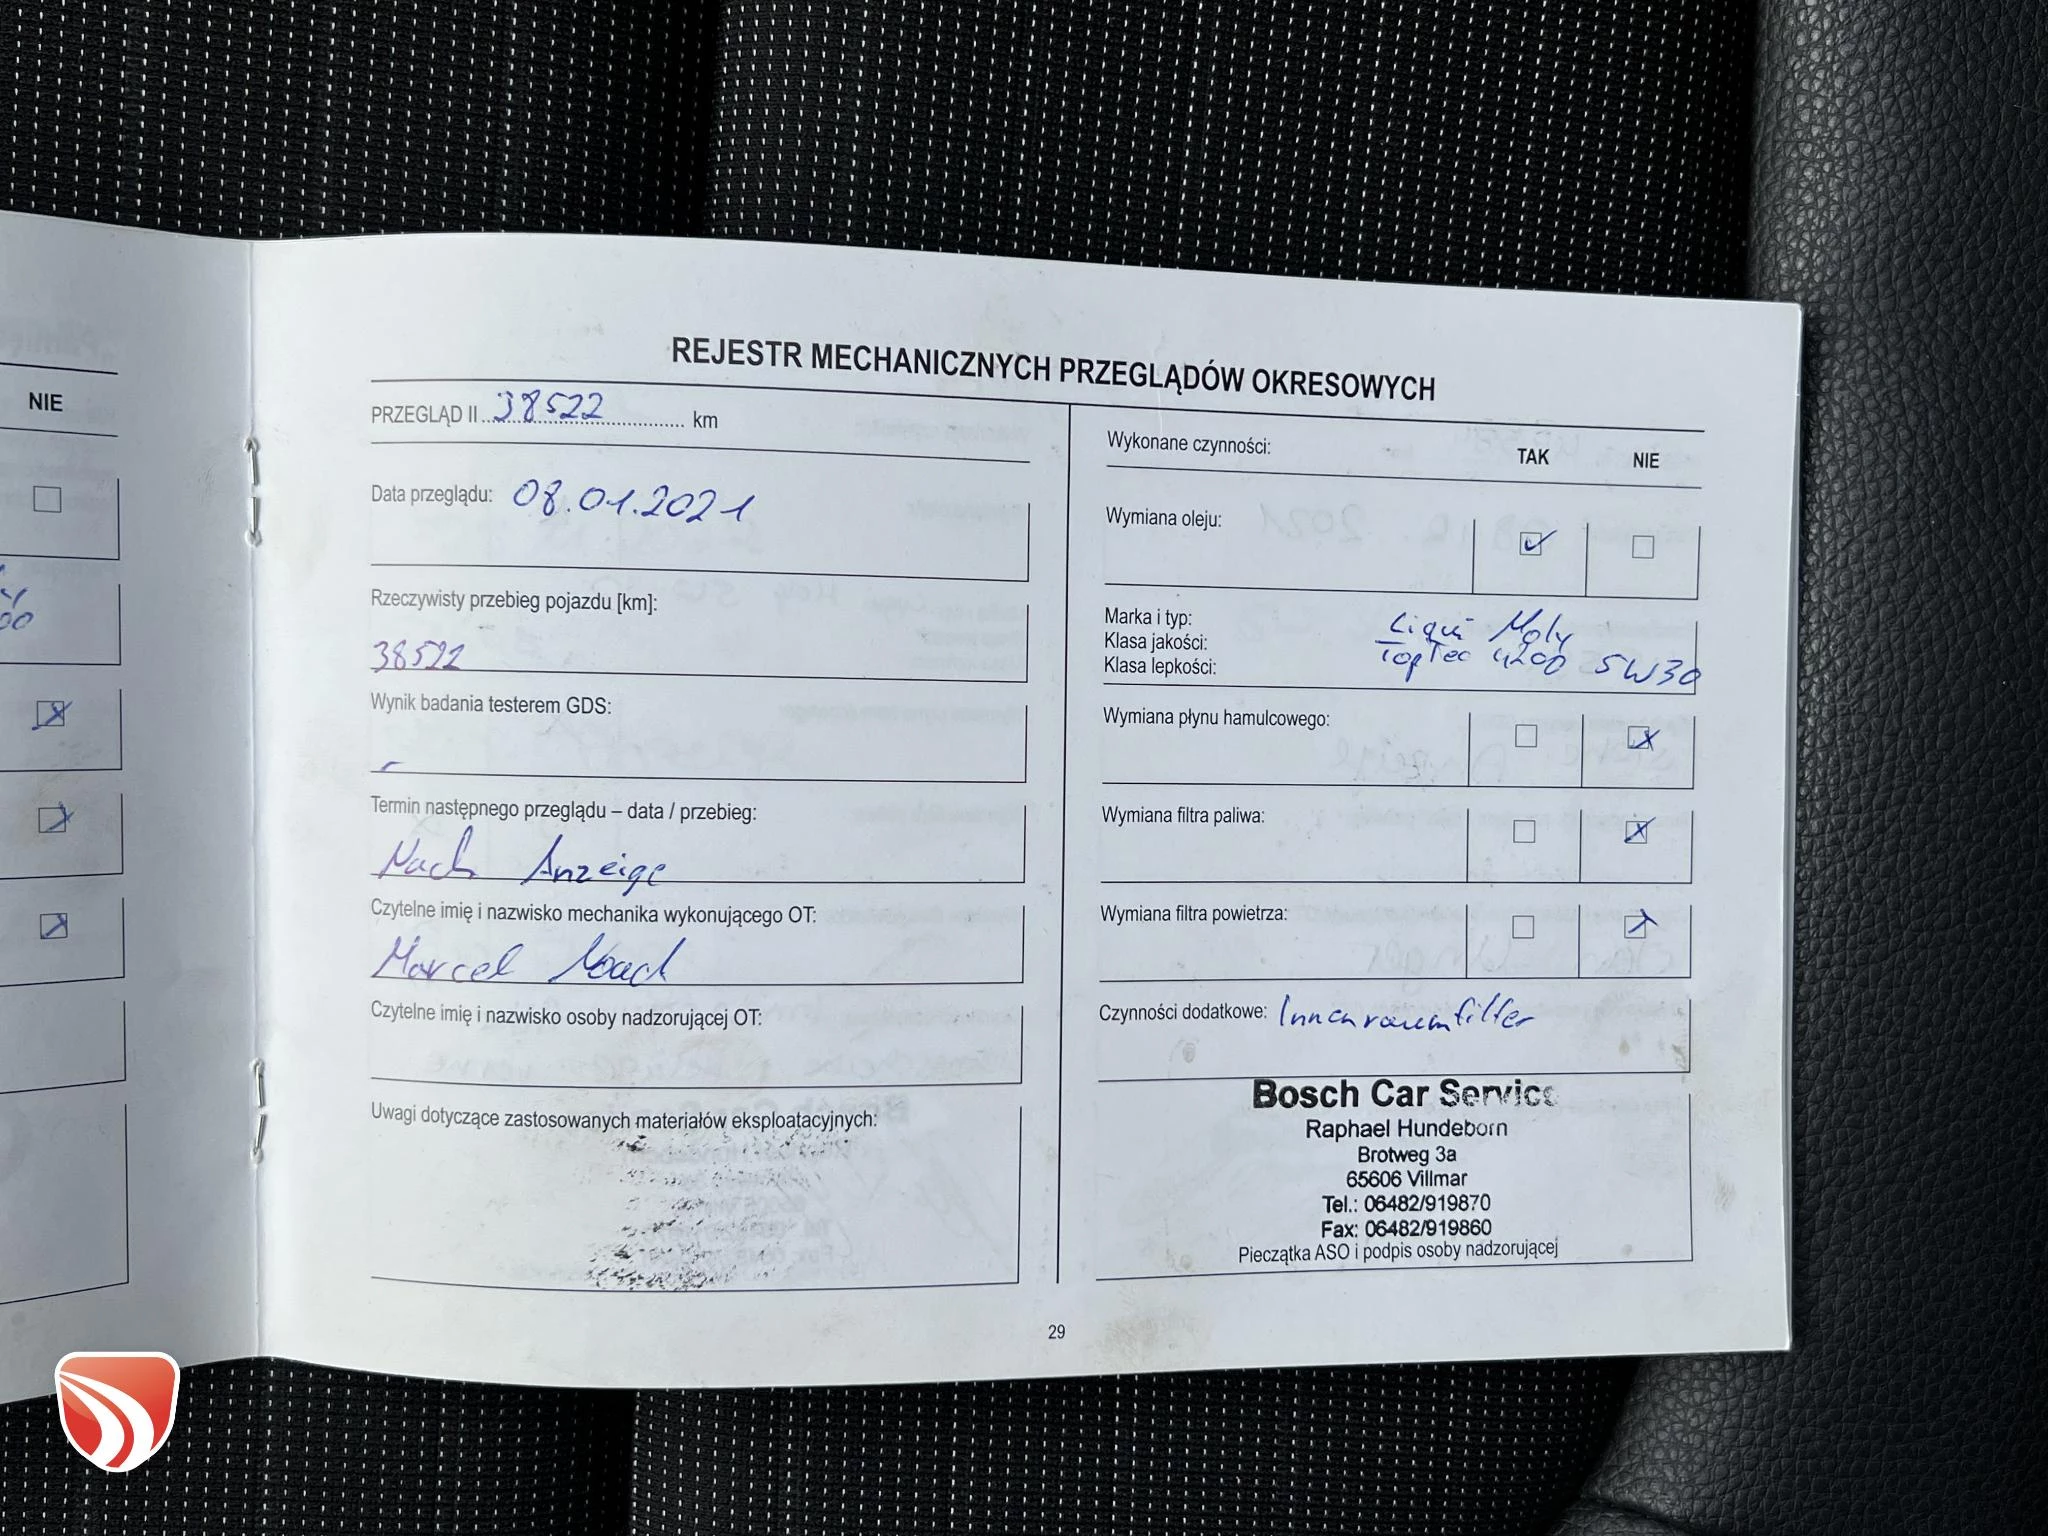 NIE
REJESTR MECHANICZNYCH PRZEGLĄDÓW OKRESOWYCH
PRZEGLĄD II 38522 km
Data przeglądu: 08.01.2021
Rzeczywisty przebieg pojazdu [km]:
38522
Wynik badania testerem GDS:
Termin następnego przeglądu – data / przebieg:
Nach Anzeige
Czytelne imię i nazwisko mechanika wykonującego OT:
Marcel Noack
Czytelne imię i nazwisko osoby nadzorującej OT:
Uwagi dotyczące zastosowanych materiałów eksploatacyjnych:
Wykonane czynności: TAK NIE
Wymiana oleju:
Marka i typ: Liqui Moly
Klasa jakości: TopTec 4200 5W30
Klasa lepkości:
Wymiana płynu hamulcowego:
Wymiana filtra paliwa:
Wymiana filtra powietrza:
Czynności dodatkowe: Innenraumfilter
Bosch Car Service
Raphael Hundeborn
Brotweg 3a
65606 Villmar
Tel.: 06482/919870
Fax: 06482/919860
Pieczątka ASO i podpis osoby nadzorującej
29